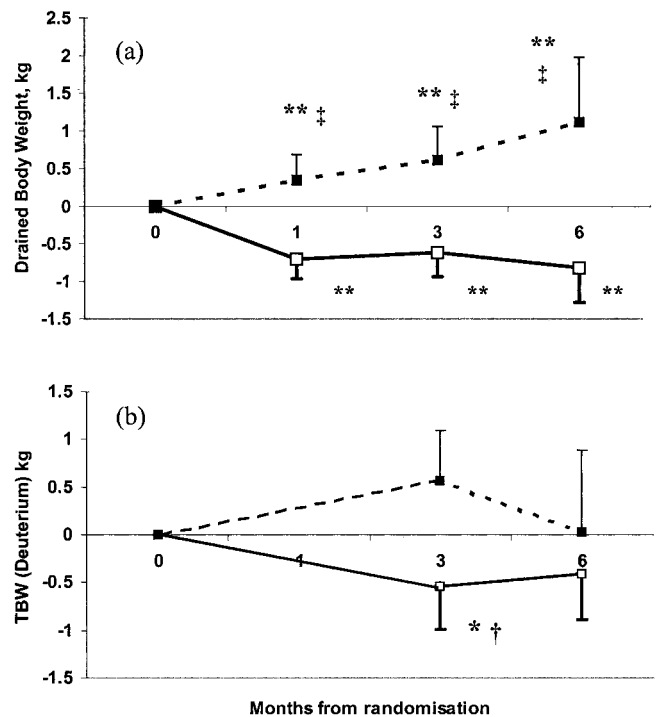 (a)
Drained Body Weight, kg
2.5
2
1.5
1
0.5
0
-0.5
-1
-1.5
** ‡
** ‡
**
‡
0 1 3 6
** ** **
(b)
TBW (Deuterium) kg
1.5
1
0.5
0
-0.5
-1
-1.5
0 1 3 6
* †
Months from randomisation